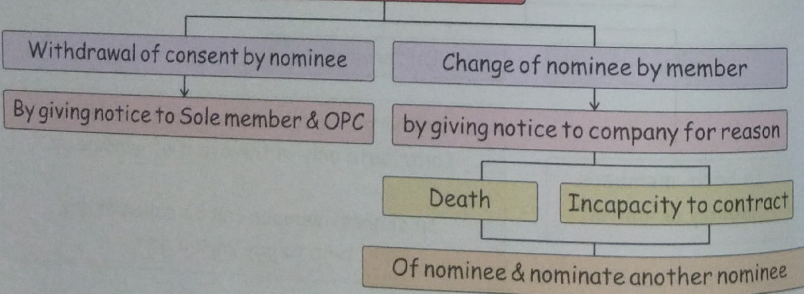 Withdrawal of consent by nominee
Change of nominee by member
By giving notice to Sole member & OPC
by giving notice to company for reason
Death
Incapacity to contract
Of nominee & nominate another nominee